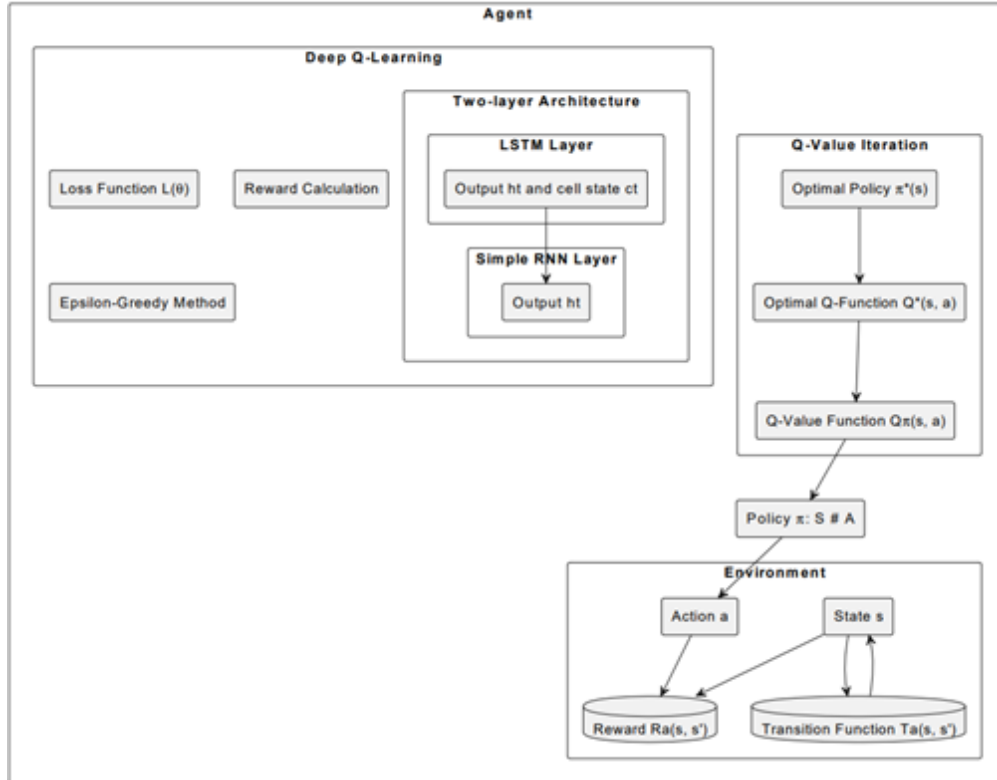 Agent
Deep Q-Learning
Two-layer Architecture
LSTM Layer
Q-Value Iteration
Loss Function L(θ)
Reward Calculation
Output ht and cell state ct
Optimal Policy π*(s)
Simple RNN Layer
Epsilon-Greedy Method
Output ht
Optimal Q-Function Q*(s, a)
Q-Value Function Qπ(s, a)
Policy π: S # A
Environment
Action a
State s
Reward Ra(s, s')
Transition Function Ta(s, s')